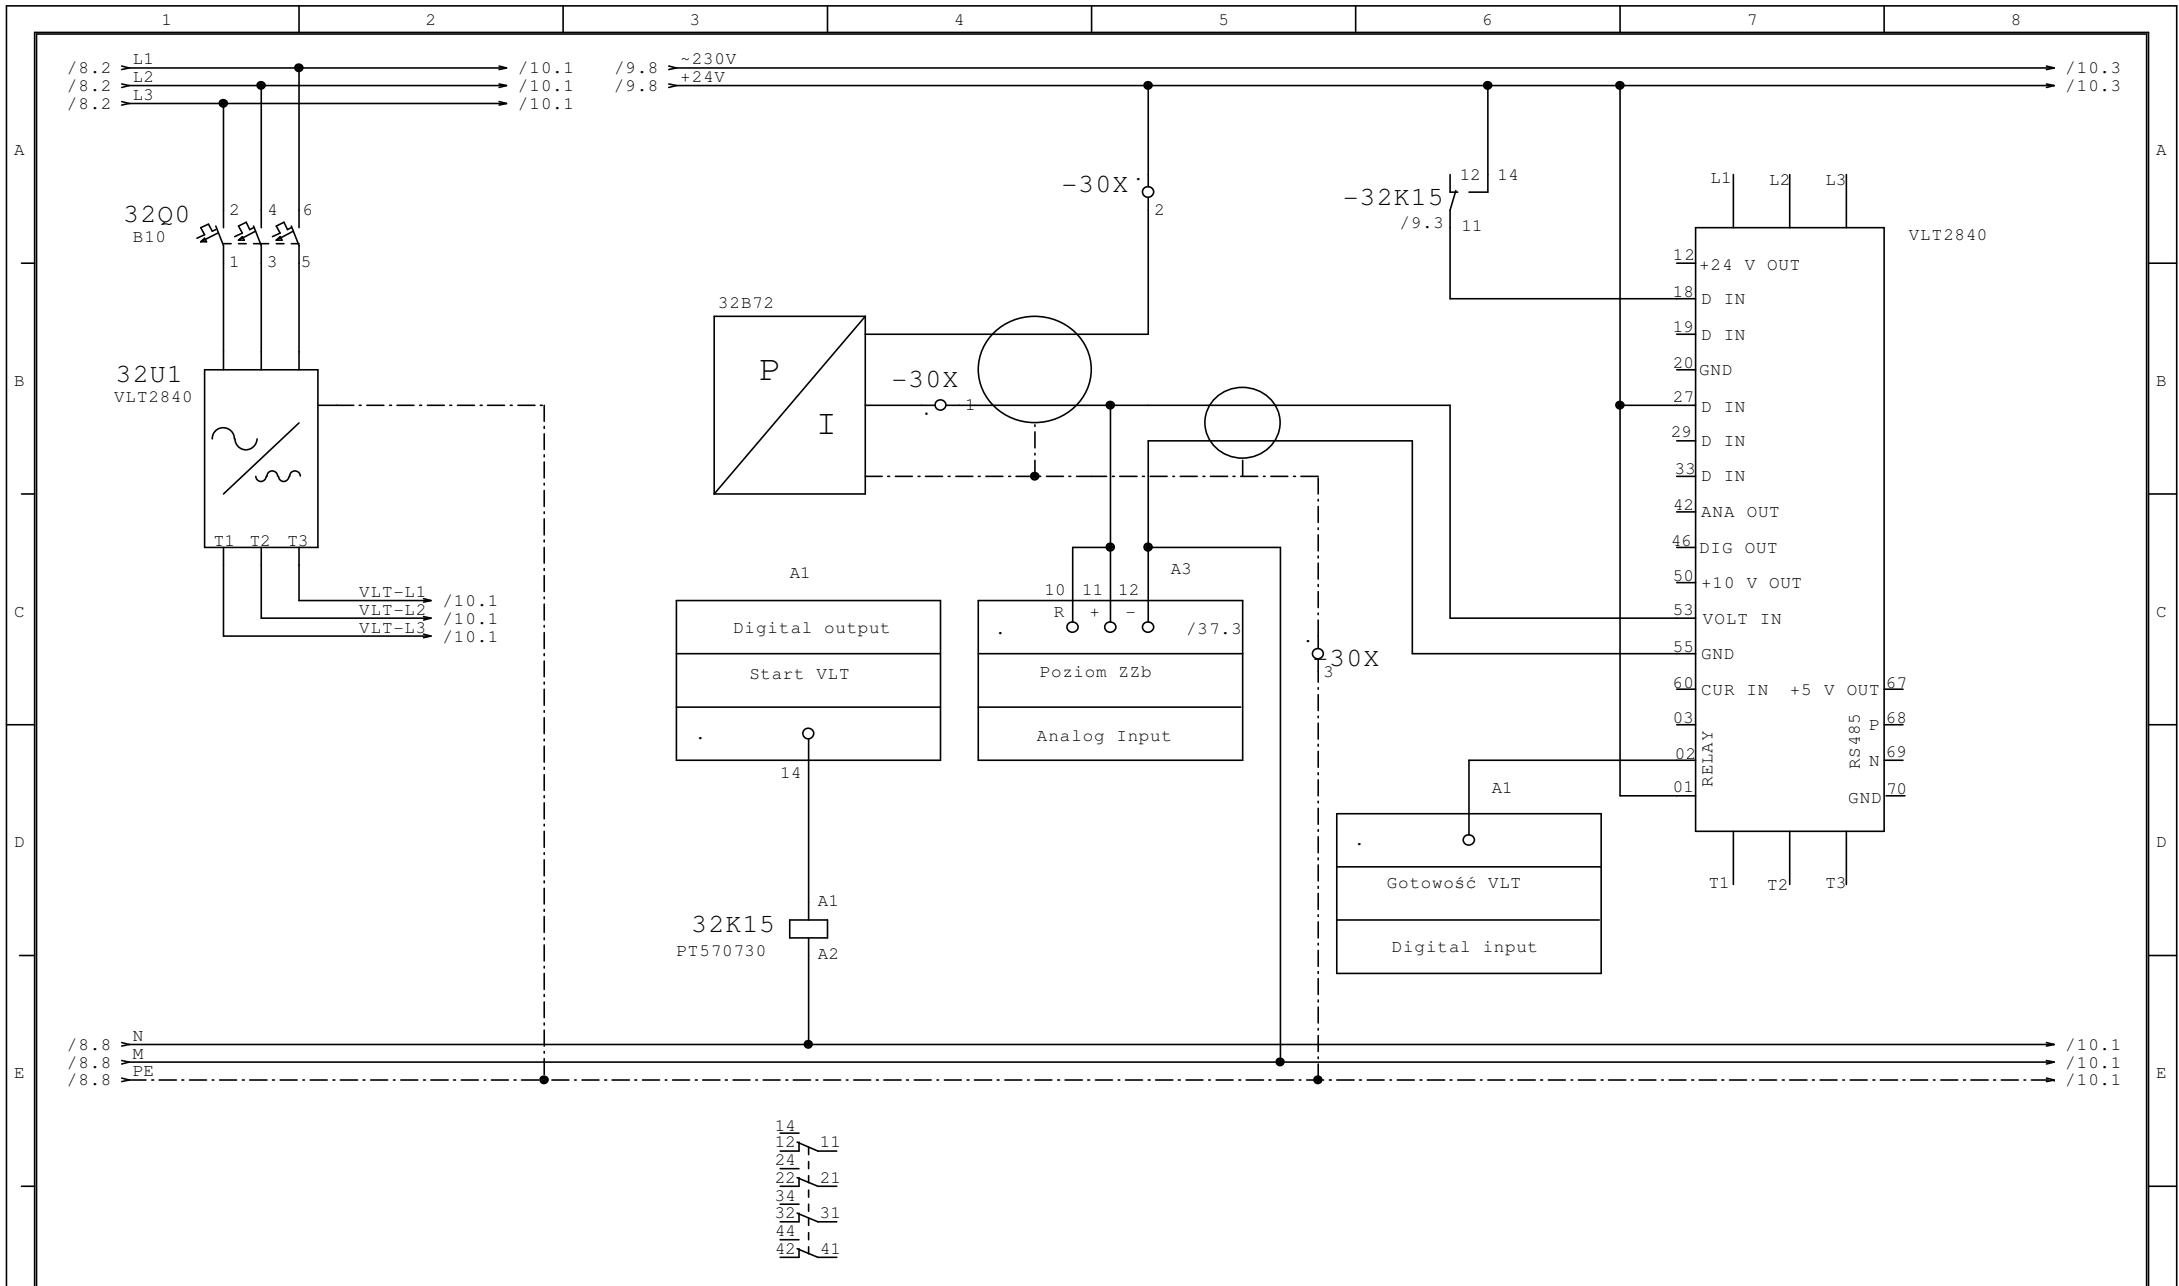 1 2 3 4 5 6 7 8
/8.2 L1 /10.1 /9.8 ~230V /10.3
/8.2 L2 /10.1 /9.8 +24V /10.3
/8.2 L3 /10.1
A A
-30X .
2
-32K15 12 14
/9.3 11
32Q0 2 4 6
B10
1 3 5
L1 L2 L3
VLT2840
12 +24 V OUT
18 D IN
19 D IN
20 GND
27 D IN
29 D IN
33 D IN
42 ANA OUT
46 DIG OUT
50 +10 V OUT
53 VOLT IN
55 GND
60 CUR IN +5 V OUT 67
03 P 68
02 N 69
01 GND 70
RELAY
RS485
T1 T2 T3
32B72
P
I
-30X
. 1
B B
32U1
VLT2840
T1 T2 T3
VLT-L1 /10.1
VLT-L2 /10.1
VLT-L3 /10.1
C C
A1
Digital output
Start VLT
.
14
A3
10 11 12
R + -
. /37.3
Poziom ZZb
Analog Input
.
-30X
3
A1
.
Gotowość VLT
Digital input
D D
A1
32K15
PT570730
A2
/8.8 N /10.1
/8.8 M /10.1
/8.8 PE /10.1
E E
14
12 11
24
22 21
34
32 31
44
42 41